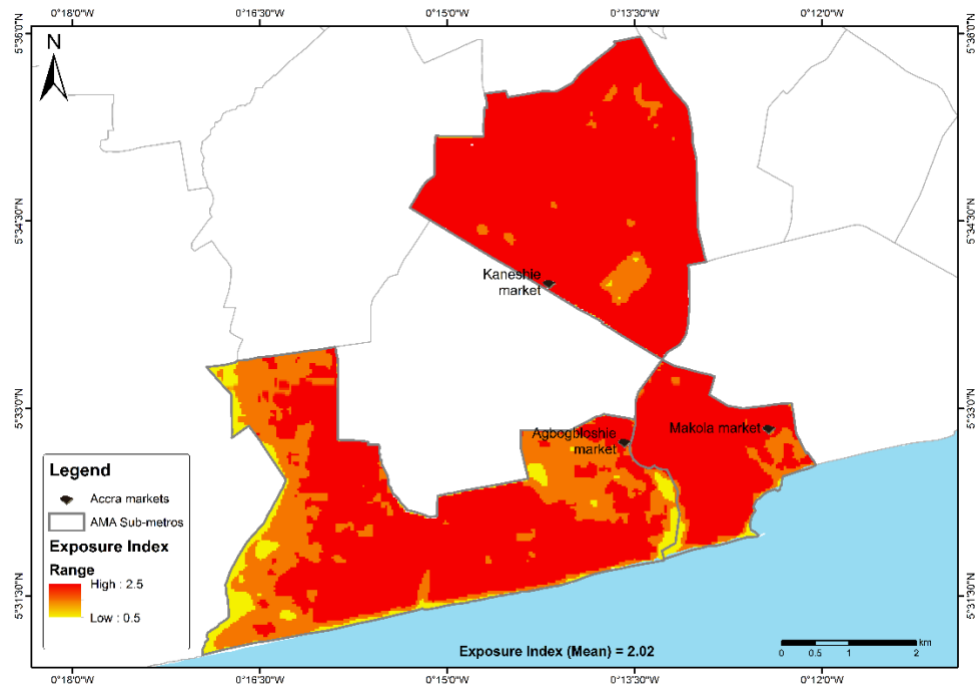 0°18'0"W 0°16'30"W 0°15'0"W 0°13'30"W 0°12'0"W
5°36'0"N 5°36'0"N
N
5°34'30"N 5°34'30"N
Kaneshie
market
5°33'0"N 5°33'0"N
Agbogbloshie
market
Makola market
Legend
Accra markets
AMA Sub-metros
Exposure Index
Range
High : 2.5
Low : 0.5
5°31'30"N 5°31'30"N
km
0 0.5 1 2
Exposure Index (Mean) = 2.02
0°18'0"W 0°16'30"W 0°15'0"W 0°13'30"W 0°12'0"W